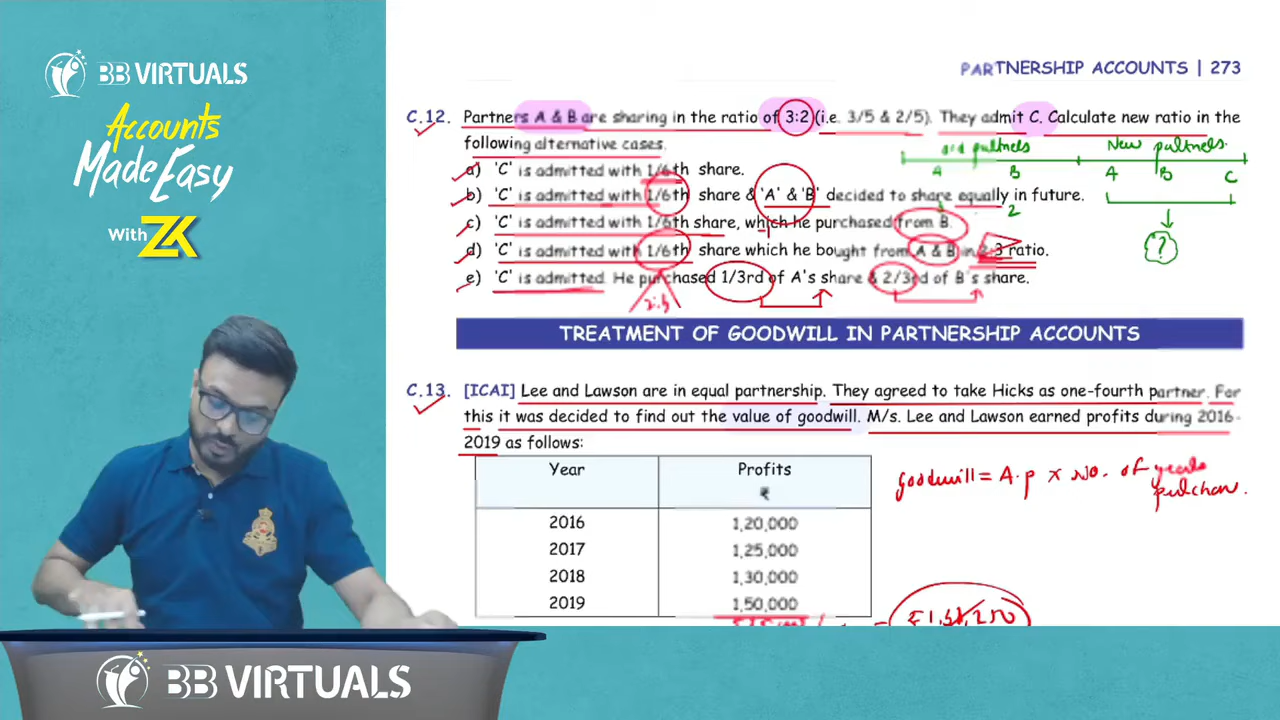 BB VIRTUALS
Accounts
Made Easy
With ZK
PARTNERSHIP ACCOUNTS | 273
C.12. Partners A & B are sharing in the ratio of 3:2 (i.e. 3/5 & 2/5). They admit C. Calculate new ratio in the
following alternative cases.
old partners
New partners.
a) 'C' is admitted with 1/6th share.
A B
A B C
b) 'C' is admitted with 1/6th share & 'A' & 'B' decided to share equally in future.
c) 'C' is admitted with 1/6th share, which he purchased from B.
2
?
d) 'C' is admitted with 1/6th share which he bought from A & B in 2:3 ratio.
e) 'C' is admitted. He purchased 1/3rd of A's share & 2/3rd of B's share.
2:3
TREATMENT OF GOODWILL IN PARTNERSHIP ACCOUNTS
C.13. [ICAI] Lee and Lawson are in equal partnership. They agreed to take Hicks as one-fourth partner. For
this it was decided to find out the value of goodwill. M/s. Lee and Lawson earned profits during 2016-
2019 as follows:
Year Profits
₹
2016 1,20,000
2017 1,25,000
2018 1,30,000
2019 1,50,000
Goodwill = A.p × No. of years
purchase.
BB VIRTUALS